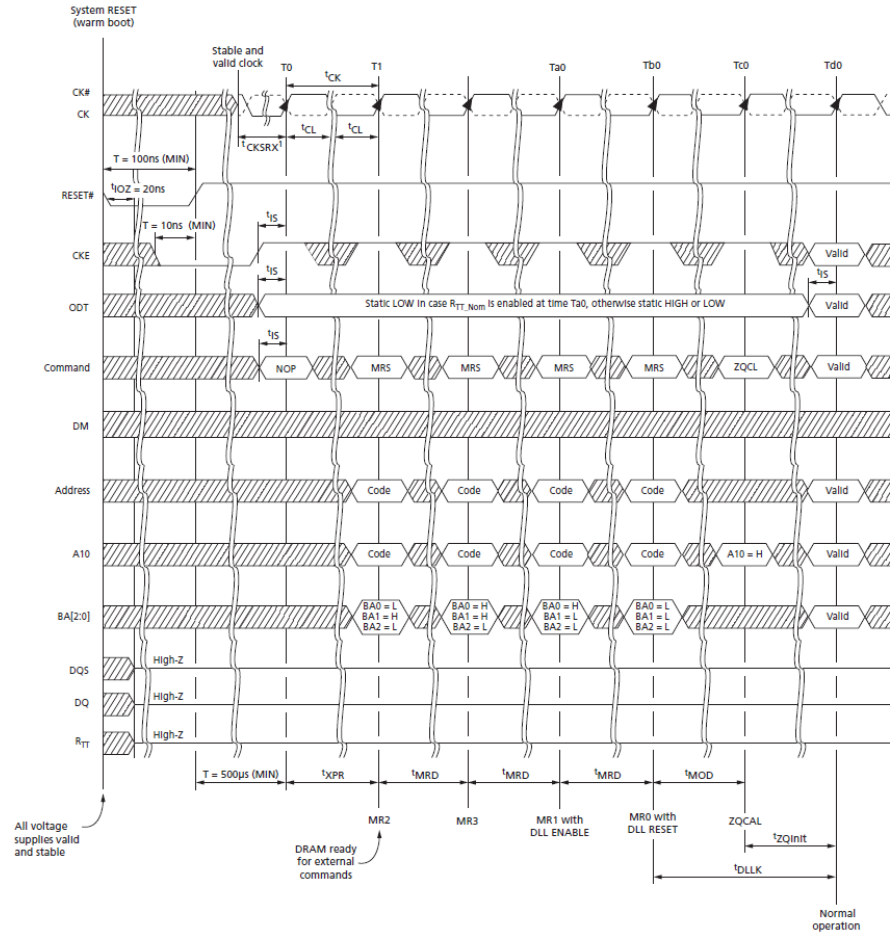 System RESET
(warm boot)
Stable and
valid clock
T0
T1
Ta0
Tb0
Tc0
Td0
tCK
CK#
CK
tCKSRX1
tCL
tCL
T = 100ns (MIN)
tIOZ = 20ns
RESET#
T = 10ns (MIN)
tIS
CKE
Valid
tIS
tIS
ODT
Static LOW in case RTT_Nom is enabled at time Ta0, otherwise static HIGH or LOW
Valid
tIS
Command
NOP
MRS
MRS
MRS
MRS
ZQCL
Valid
DM
Address
Code
Code
Code
Code
Valid
A10
Code
Code
Code
Code
A10 = H
Valid
BA[2:0]
BA0 = L
BA1 = H
BA2 = L
BA0 = H
BA1 = H
BA2 = L
BA0 = H
BA1 = L
BA2 = L
BA0 = L
BA1 = L
BA2 = L
Valid
DQS
High-Z
DQ
High-Z
RTT
High-Z
T = 500µs (MIN)
tXPR
tMRD
tMRD
tMRD
tMOD
All voltage
supplies valid
and stable
MR2
MR3
MR1 with
DLL ENABLE
MR0 with
DLL RESET
ZQCAL
DRAM ready
for external
commands
tZQinit
tDLLK
Normal
operation